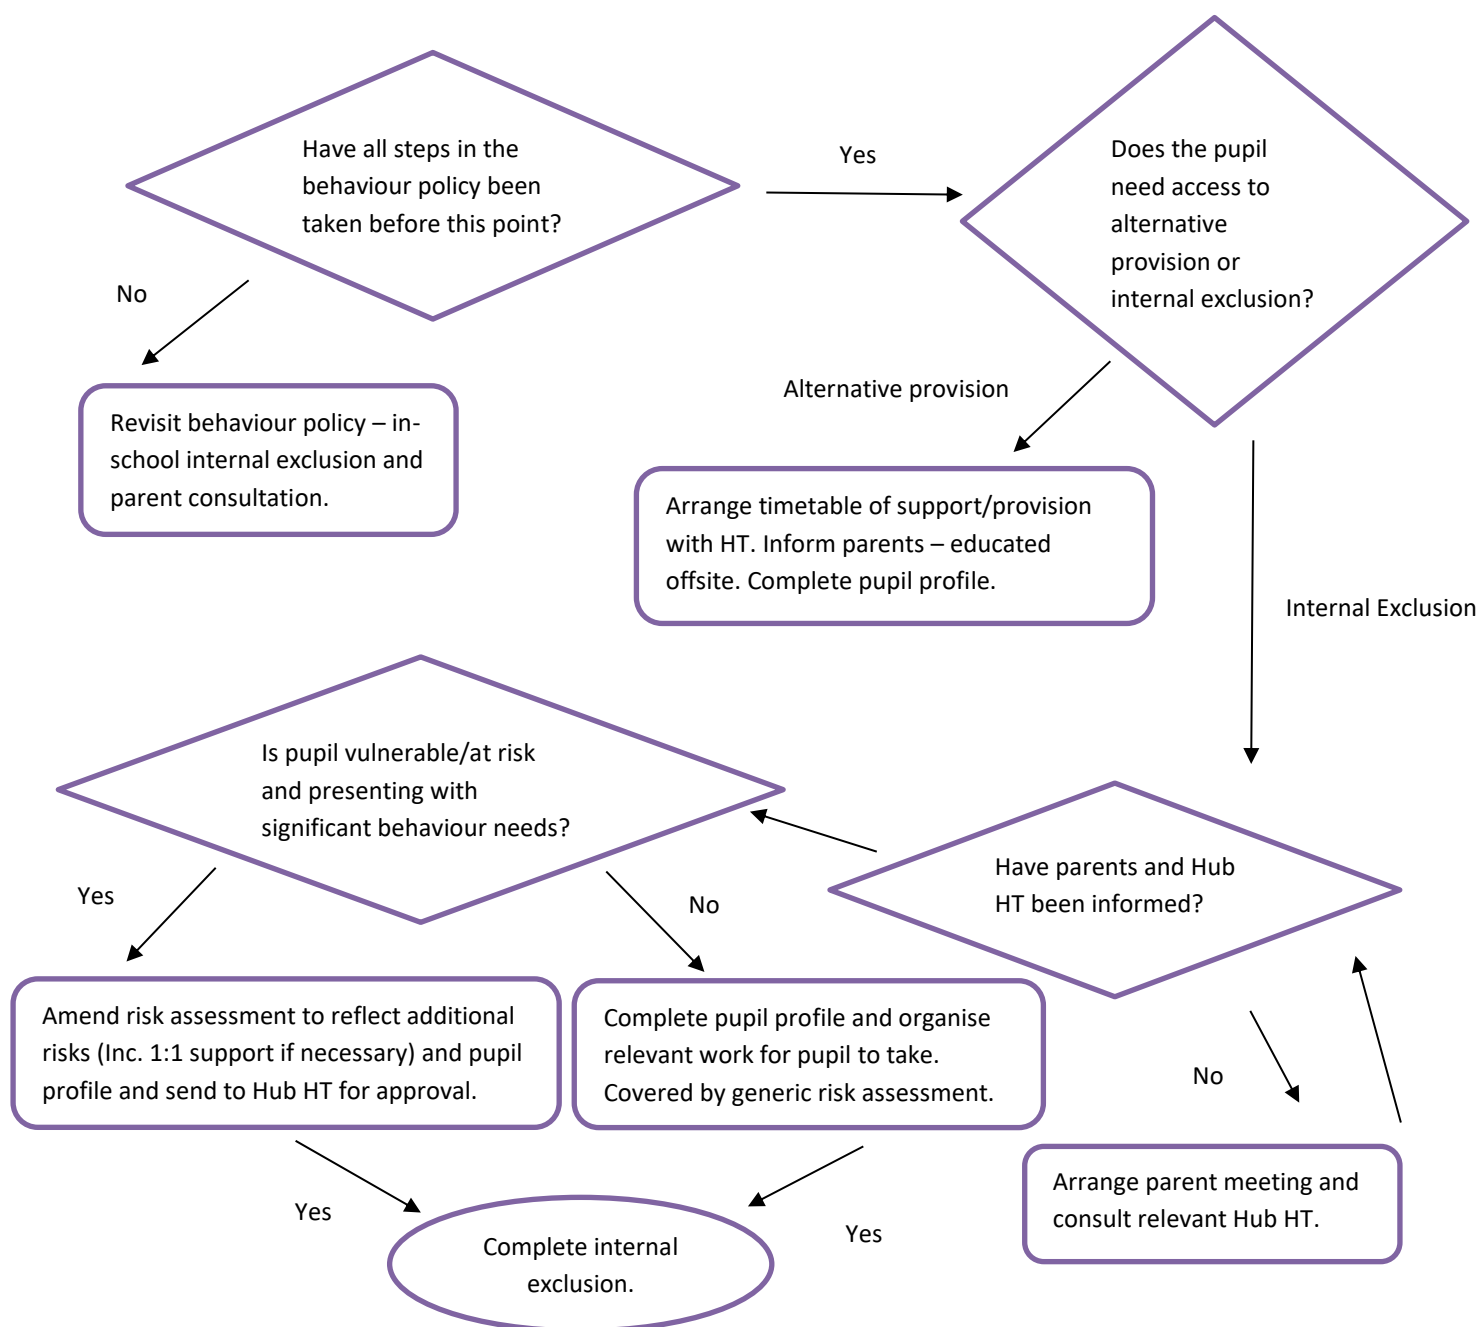 Have all steps in the
behaviour policy been
taken before this point?
Yes
Does the pupil
need access to
alternative
provision or
internal exclusion?
No
Revisit behaviour policy – in-
school internal exclusion and
parent consultation.
Alternative provision
Arrange timetable of support/provision
with HT. Inform parents – educated
offsite. Complete pupil profile.
Internal Exclusion
Is pupil vulnerable/at risk
and presenting with
significant behaviour needs?
Have parents and Hub
HT been informed?
Yes
No
Amend risk assessment to reflect additional
risks (Inc. 1:1 support if necessary) and pupil
profile and send to Hub HT for approval.
Complete pupil profile and organise
relevant work for pupil to take.
Covered by generic risk assessment.
No
Arrange parent meeting and
consult relevant Hub HT.
Yes
Yes
Complete internal
exclusion.